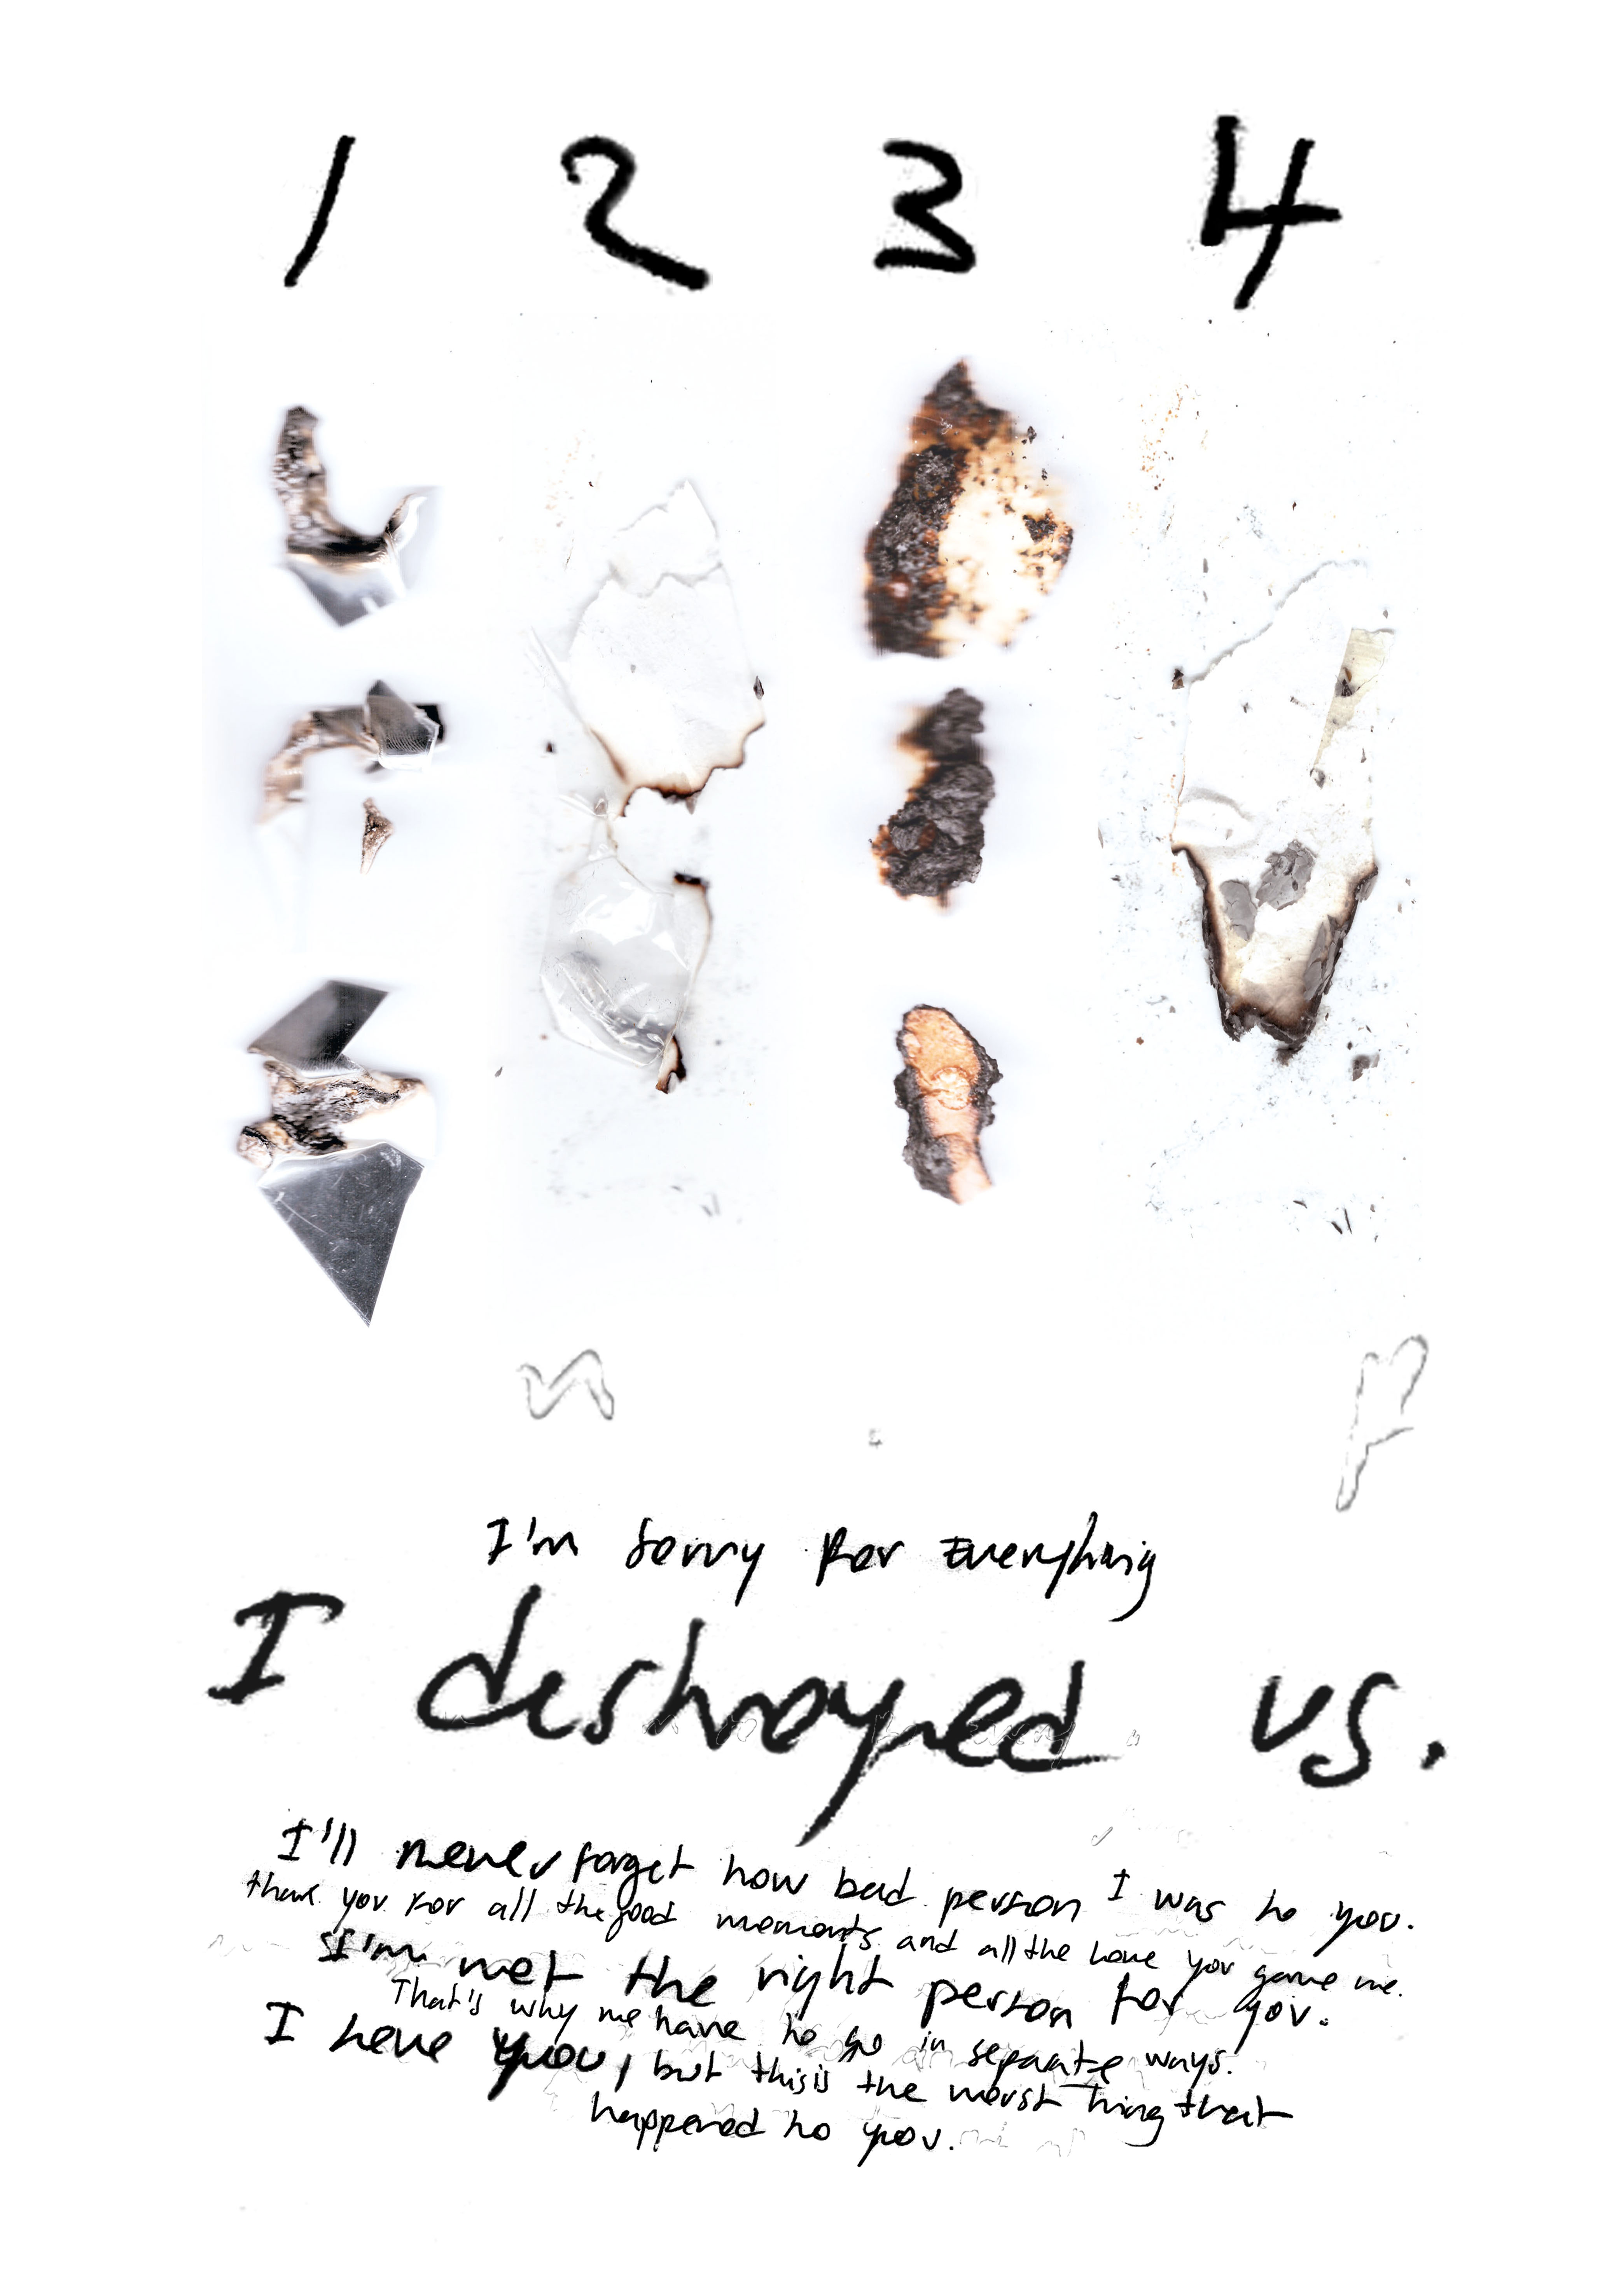 1 2 3 4
I'm sorry for Everything
I destroyed us.
I'll never forget how bad person I was to you.
thank you for all the good moments and all the love you gave me.
I'm not the right person for you.
That's why we have to go in separate ways.
I love you, but this is the worst thing that
happened to you.